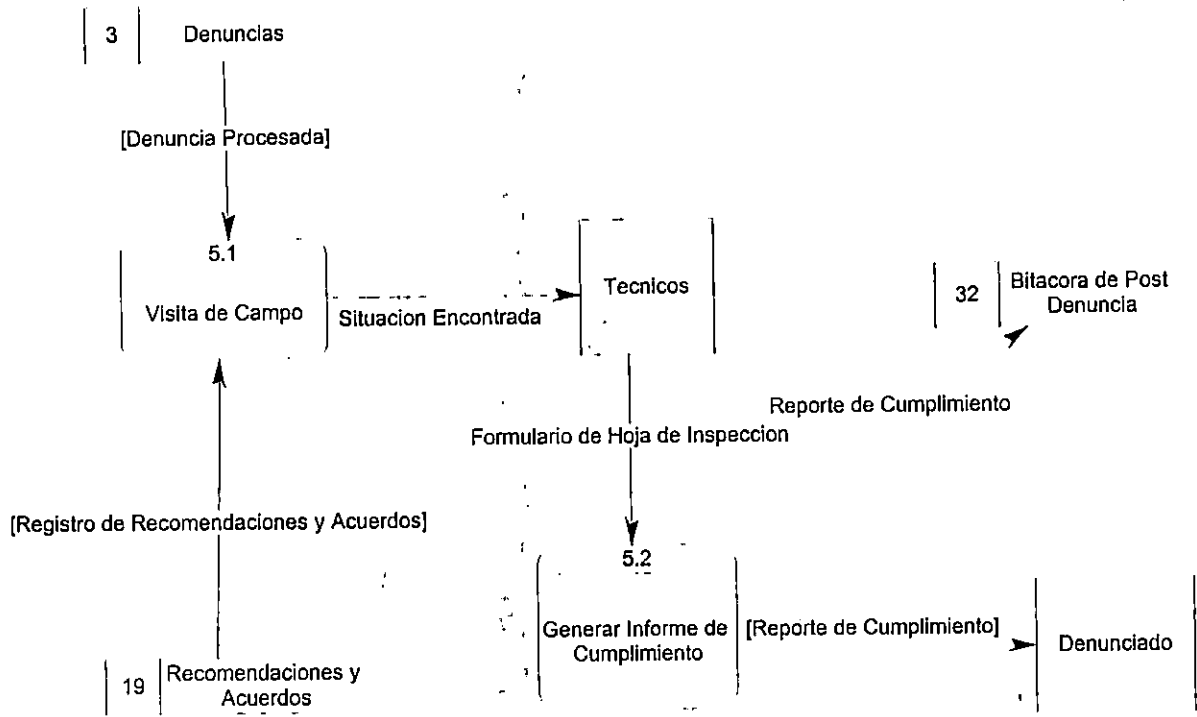 3 Denuncias
[Denuncia Procesada]
5.1
Visita de Campo
Situacion Encontrada
Tecnicos
32 Bitacora de Post
Denuncia
Reporte de Cumplimiento
Formulario de Hoja de Inspeccion
[Registro de Recomendaciones y Acuerdos]
5.2
Generar Informe de
Cumplimiento
[Reporte de Cumplimiento]
Denunciado
19 Recomendaciones y
Acuerdos